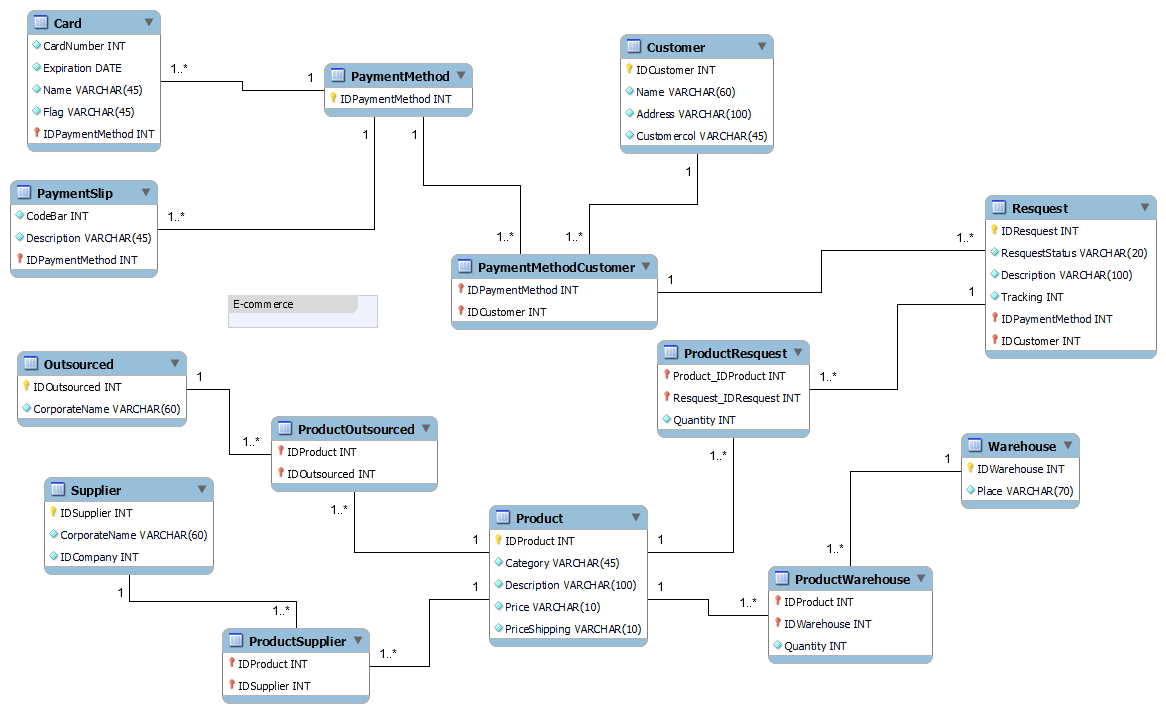 Card
CardNumber INT
Expiration DATE
Name VARCHAR(45)
Flag VARCHAR(45)
IDPaymentMethod INT
1..*
1
PaymentMethod
IDPaymentMethod INT
1
1
Customer
IDCustomer INT
Name VARCHAR(60)
Address VARCHAR(100)
Customercol VARCHAR(45)
1
PaymentSlip
CodeBar INT
Description VARCHAR(45)
IDPaymentMethod INT
1..*
1..*
1..*
PaymentMethodCustomer
IDPaymentMethod INT
IDCustomer INT
1
1..*
Resquest
IDResquest INT
ResquestStatus VARCHAR(20)
Description VARCHAR(100)
Tracking INT
IDPaymentMethod INT
IDCustomer INT
1
E-commerce
Outsourced
IDOutsourced INT
CorporateName VARCHAR(60)
1
1..*
ProductOutsourced
IDProduct INT
IDOutsourced INT
1..*
1
ProductResquest
Product_IDProduct INT
Resquest_IDResquest INT
Quantity INT
1..*
1..*
Warehouse
IDWarehouse INT
Place VARCHAR(70)
1
1..*
Supplier
IDSupplier INT
CorporateName VARCHAR(60)
IDCompany INT
1
1..*
Product
IDProduct INT
Category VARCHAR(45)
Description VARCHAR(100)
Price VARCHAR(10)
PriceShipping VARCHAR(10)
1
1
1
1..*
ProductWarehouse
IDProduct INT
IDWarehouse INT
Quantity INT
ProductSupplier
IDProduct INT
IDSupplier INT
1..*